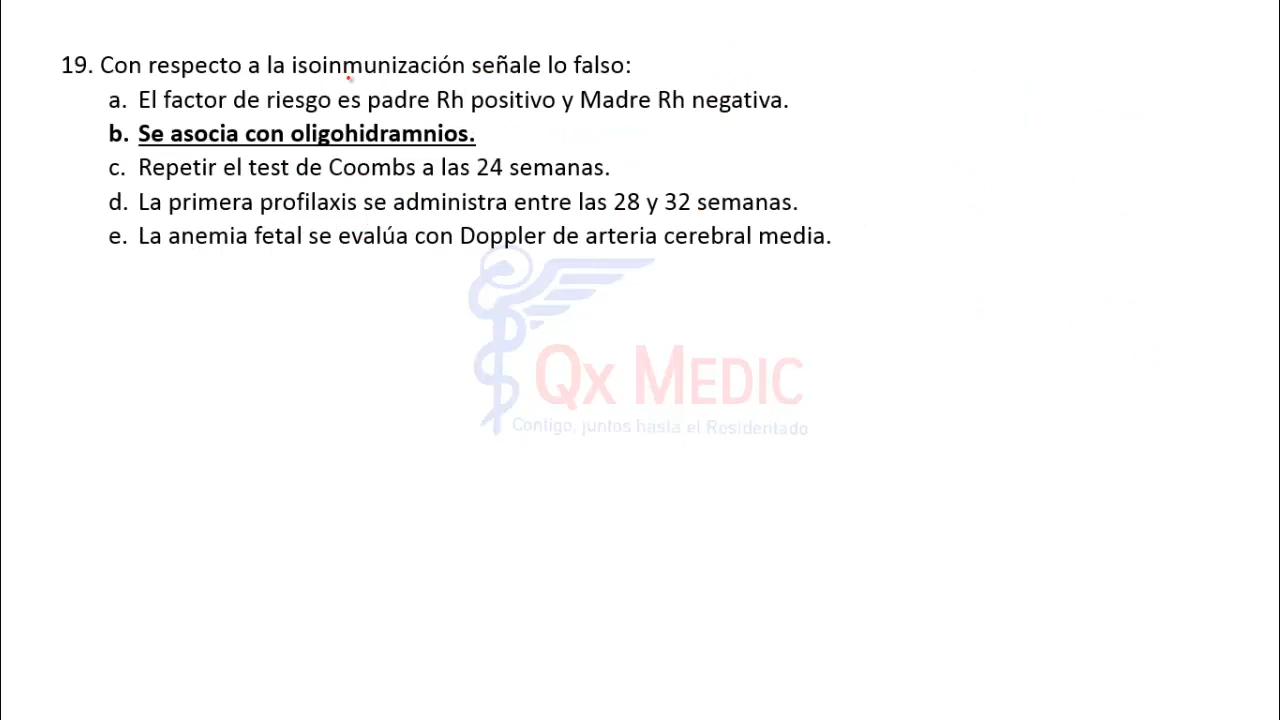 19. Con respecto a la isoinmunización señale lo falso:
a. El factor de riesgo es padre Rh positivo y Madre Rh negativa.
b. Se asocia con oligohidramnios.
c. Repetir el test de Coombs a las 24 semanas.
d. La primera profilaxis se administra entre las 28 y 32 semanas.
e. La anemia fetal se evalúa con Doppler de arteria cerebral media.
Qx MEDIC
Contigo, juntos hasta el Residentado